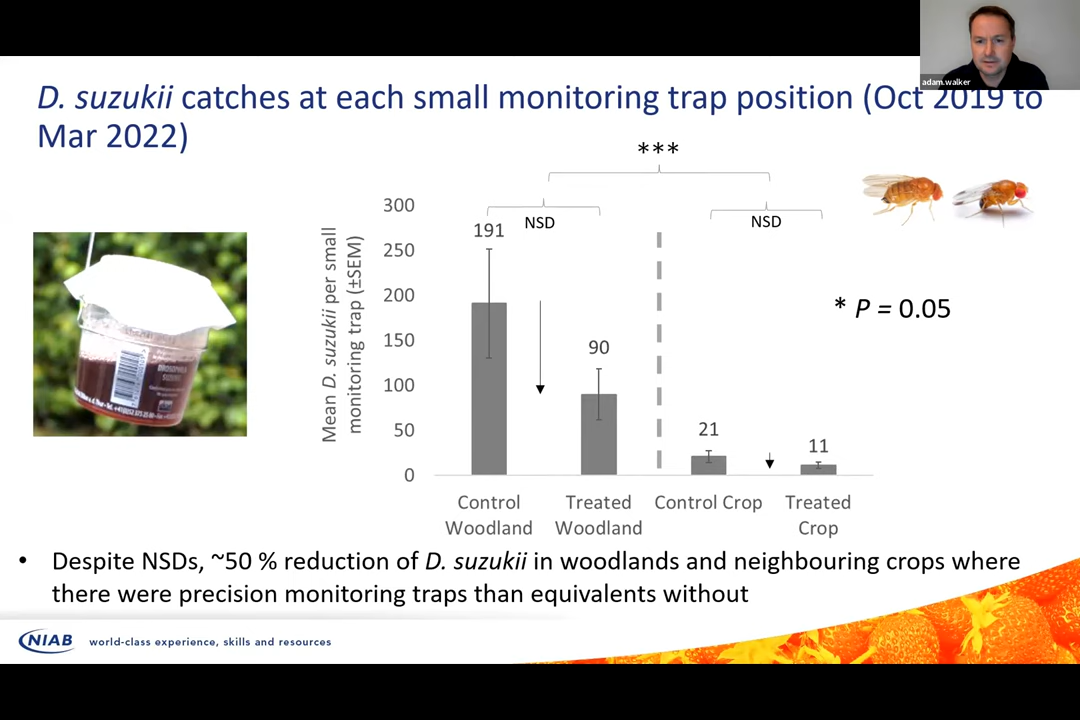 adam.walker
D. suzukii catches at each small monitoring trap position (Oct 2019 to
Mar 2022)
***
300
250
200
150
100
50
0
Mean D. suzukii per small
monitoring trap (±SEM)
NSD
NSD
191
90
21
11
Control
Woodland
Treated
Woodland
Control Crop
Treated
Crop
* P = 0.05
DROSOPHILA
SUZUKII
• Despite NSDs, ~50 % reduction of D. suzukii in woodlands and neighbouring crops where
there were precision monitoring traps than equivalents without
NIAB
world-class experience, skills and resources